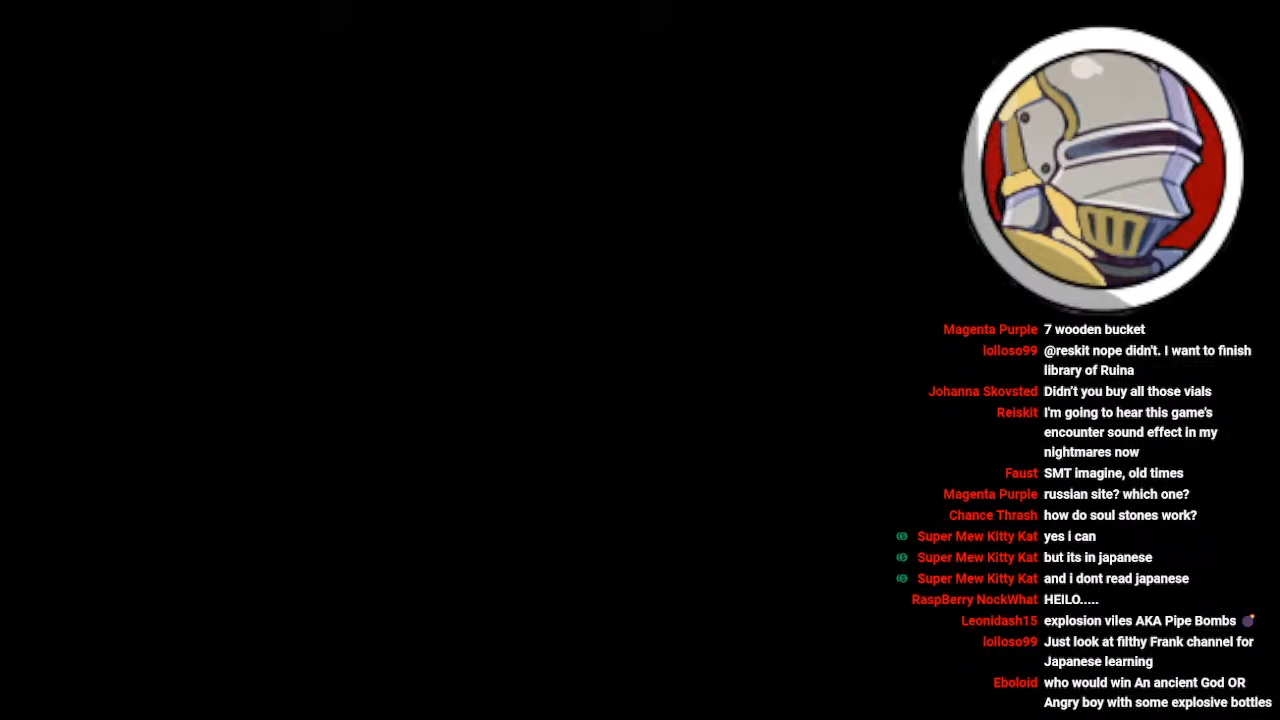 Magenta Purple 7 wooden bucket
lolloso99 @reskit nope didn't. I want to finish
library of Ruina
Johanna Skovsted Didn't you buy all those vials
Reiskit I'm going to hear this game's
encounter sound effect in my
nightmares now
Faust SMT imagine, old times
Magenta Purple russian site? which one?
Chance Thrash how do soul stones work?
Super Mew Kitty Kat yes i can
Super Mew Kitty Kat but its in japanese
Super Mew Kitty Kat and i dont read japanese
RaspBerry NockWhat HEILO.....
Leonidash15 explosion viles AKA Pipe Bombs 💣
lolloso99 Just look at filthy Frank channel for
Japanese learning
Eboloid who would win An ancient God OR
Angry boy with some explosive bottles